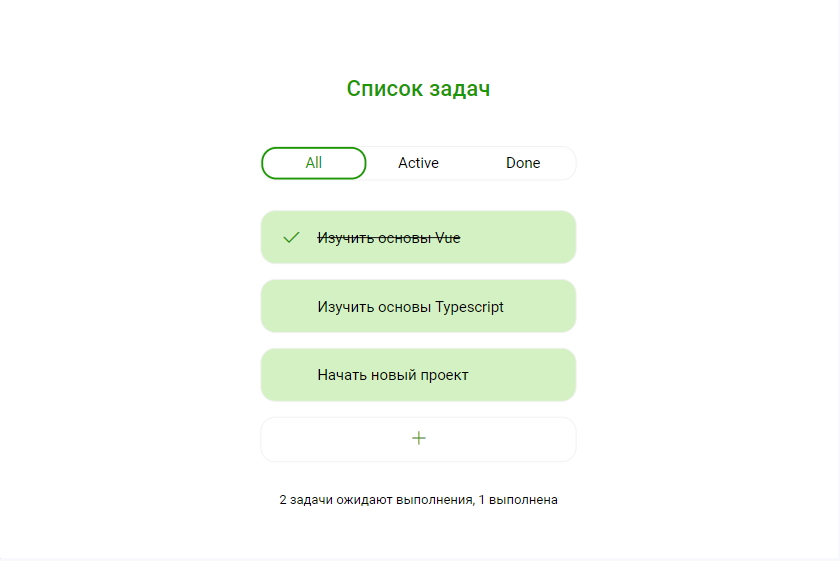 Список задач
All Active Done
Изучить основы Vue
Изучить основы Typescript
Начать новый проект
+
2 задачи ожидают выполнения, 1 выполнена